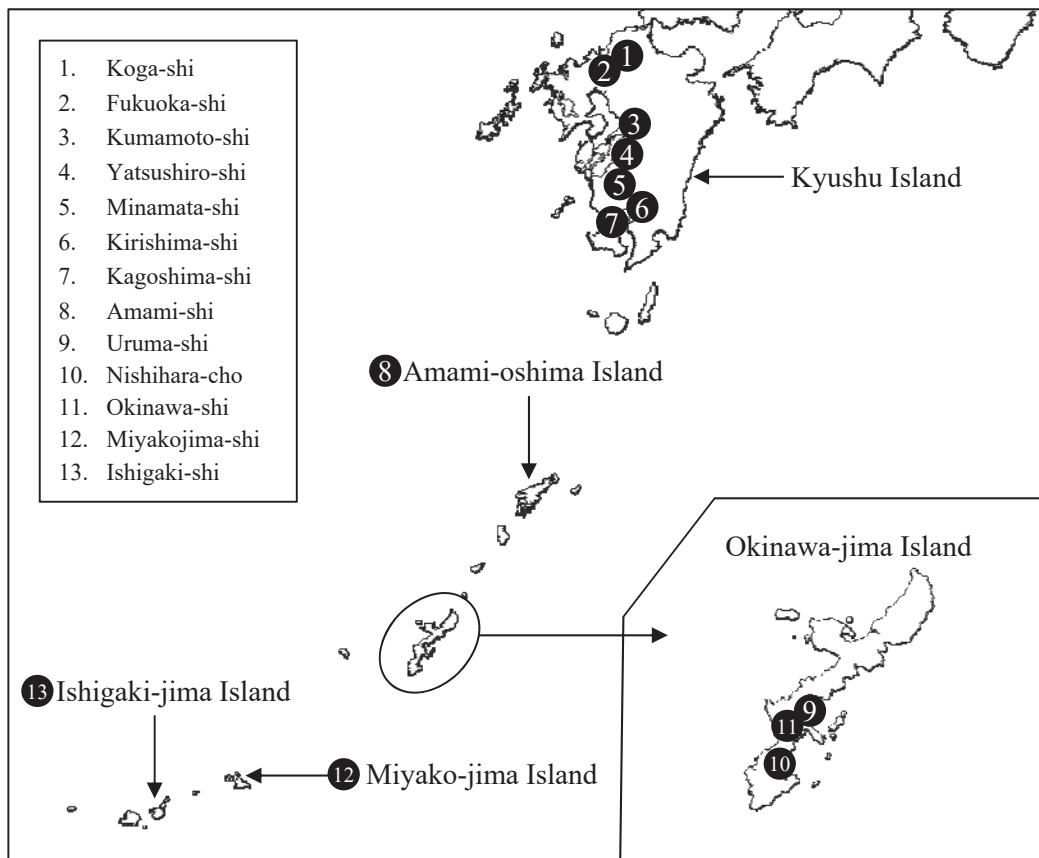 1. Koga-shi
2. Fukuoka-shi
3. Kumamoto-shi
4. Yatsushiro-shi
5. Minamata-shi
6. Kirishima-shi
7. Kagoshima-shi
8. Amami-shi
9. Uruma-shi
10. Nishihara-cho
11. Okinawa-shi
12. Miyakojima-shi
13. Ishigaki-shi
1
2
3
4
5
6
7
Kyushu Island
8 Amami-oshima Island
Okinawa-jima Island
9
11
10
13 Ishigaki-jima Island
12 Miyako-jima Island